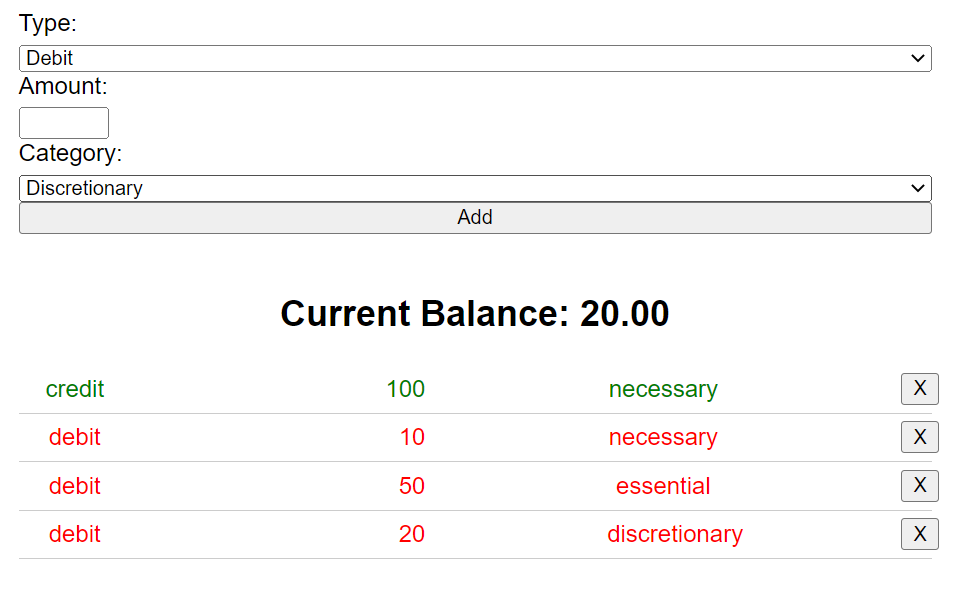 Type:
Debit
Amount:
Category:
Discretionary
Add
Current Balance: 20.00
credit 100 necessary X
debit 10 necessary X
debit 50 essential X
debit 20 discretionary X